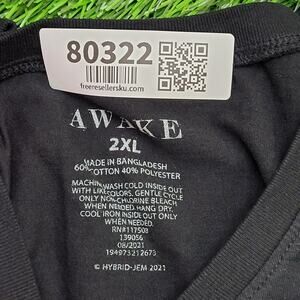 80322
freeresellersku.com
AWAKE
2XL
MADE IN BANGLADESH
60% COTTON 40% POLYESTER
MACHINE WASH COLD INSIDE OUT
WITH LIKE COLORS. GENTLE CYCLE
ONLY NON-CHLORINE BLEACH
WHEN NEEDED. HANG DRY.
COOL IRON INSIDE OUT ONLY
WHEN NEEDED.
RN#117508
139056
08/2021
194973212673
© HYBRID-JEM 2021